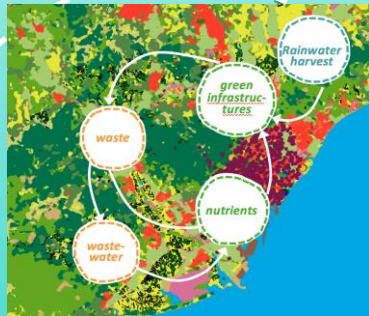 Rainwater
harvest
green
infrastruc-
tures
waste
nutrients
waste-
water